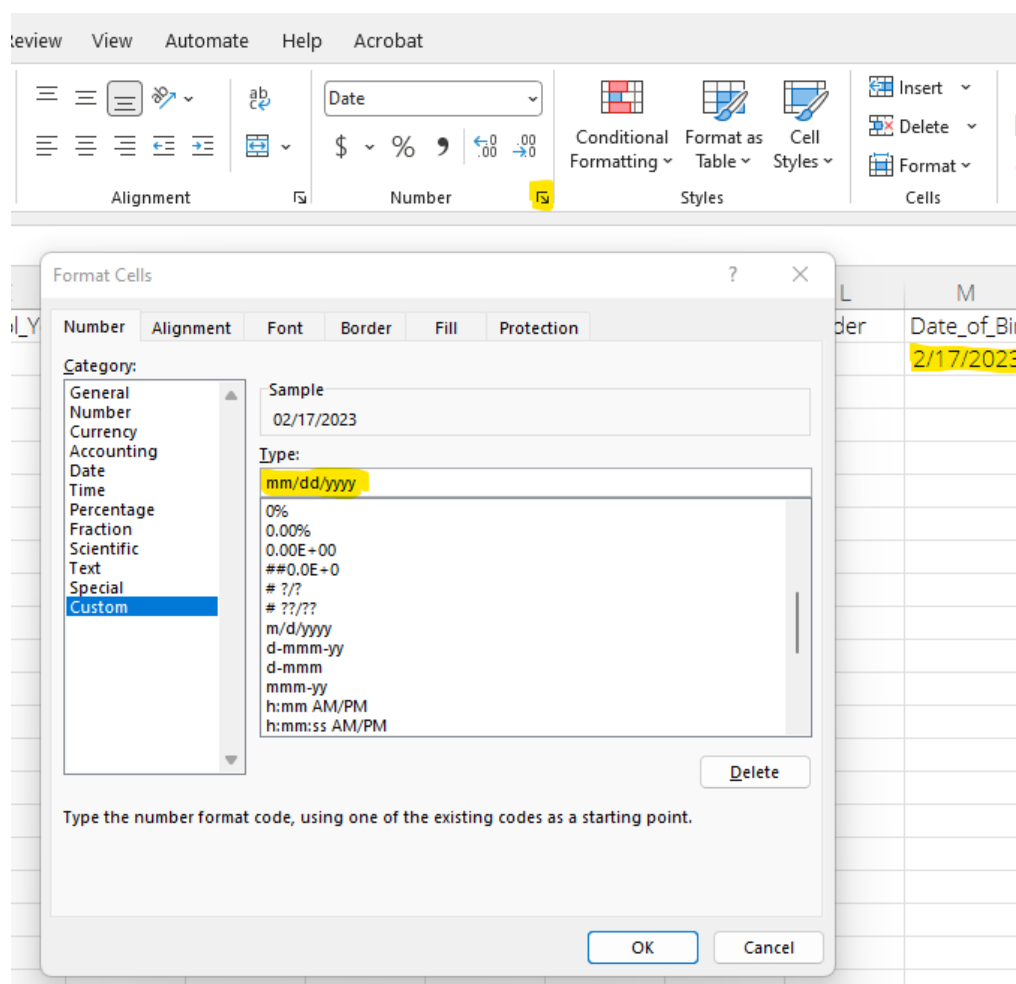 Review View Automate Help Acrobat
Date
Insert
ab
c
$ % , .00 .00
Conditional Formatting
Format as Table
Cell Styles
Delete
Format
Alignment
Number
Styles
Cells
Format Cells ? ×
L M
Number Alignment Font Border Fill Protection
der Date_of_Bi
2/17/2023
Category:
General
Number
Currency
Accounting
Date
Time
Percentage
Fraction
Scientific
Text
Special
Custom
Sample
02/17/2023
Type:
mm/dd/yyyy
0%
0.00%
0.00E+00
##0.0E+0
# ?/?
# ??/??
m/d/yyyy
d-mmm-yy
d-mmm
mmm-yy
h:mm AM/PM
h:mm:ss AM/PM
Delete
Type the number format code, using one of the existing codes as a starting point.
OK Cancel